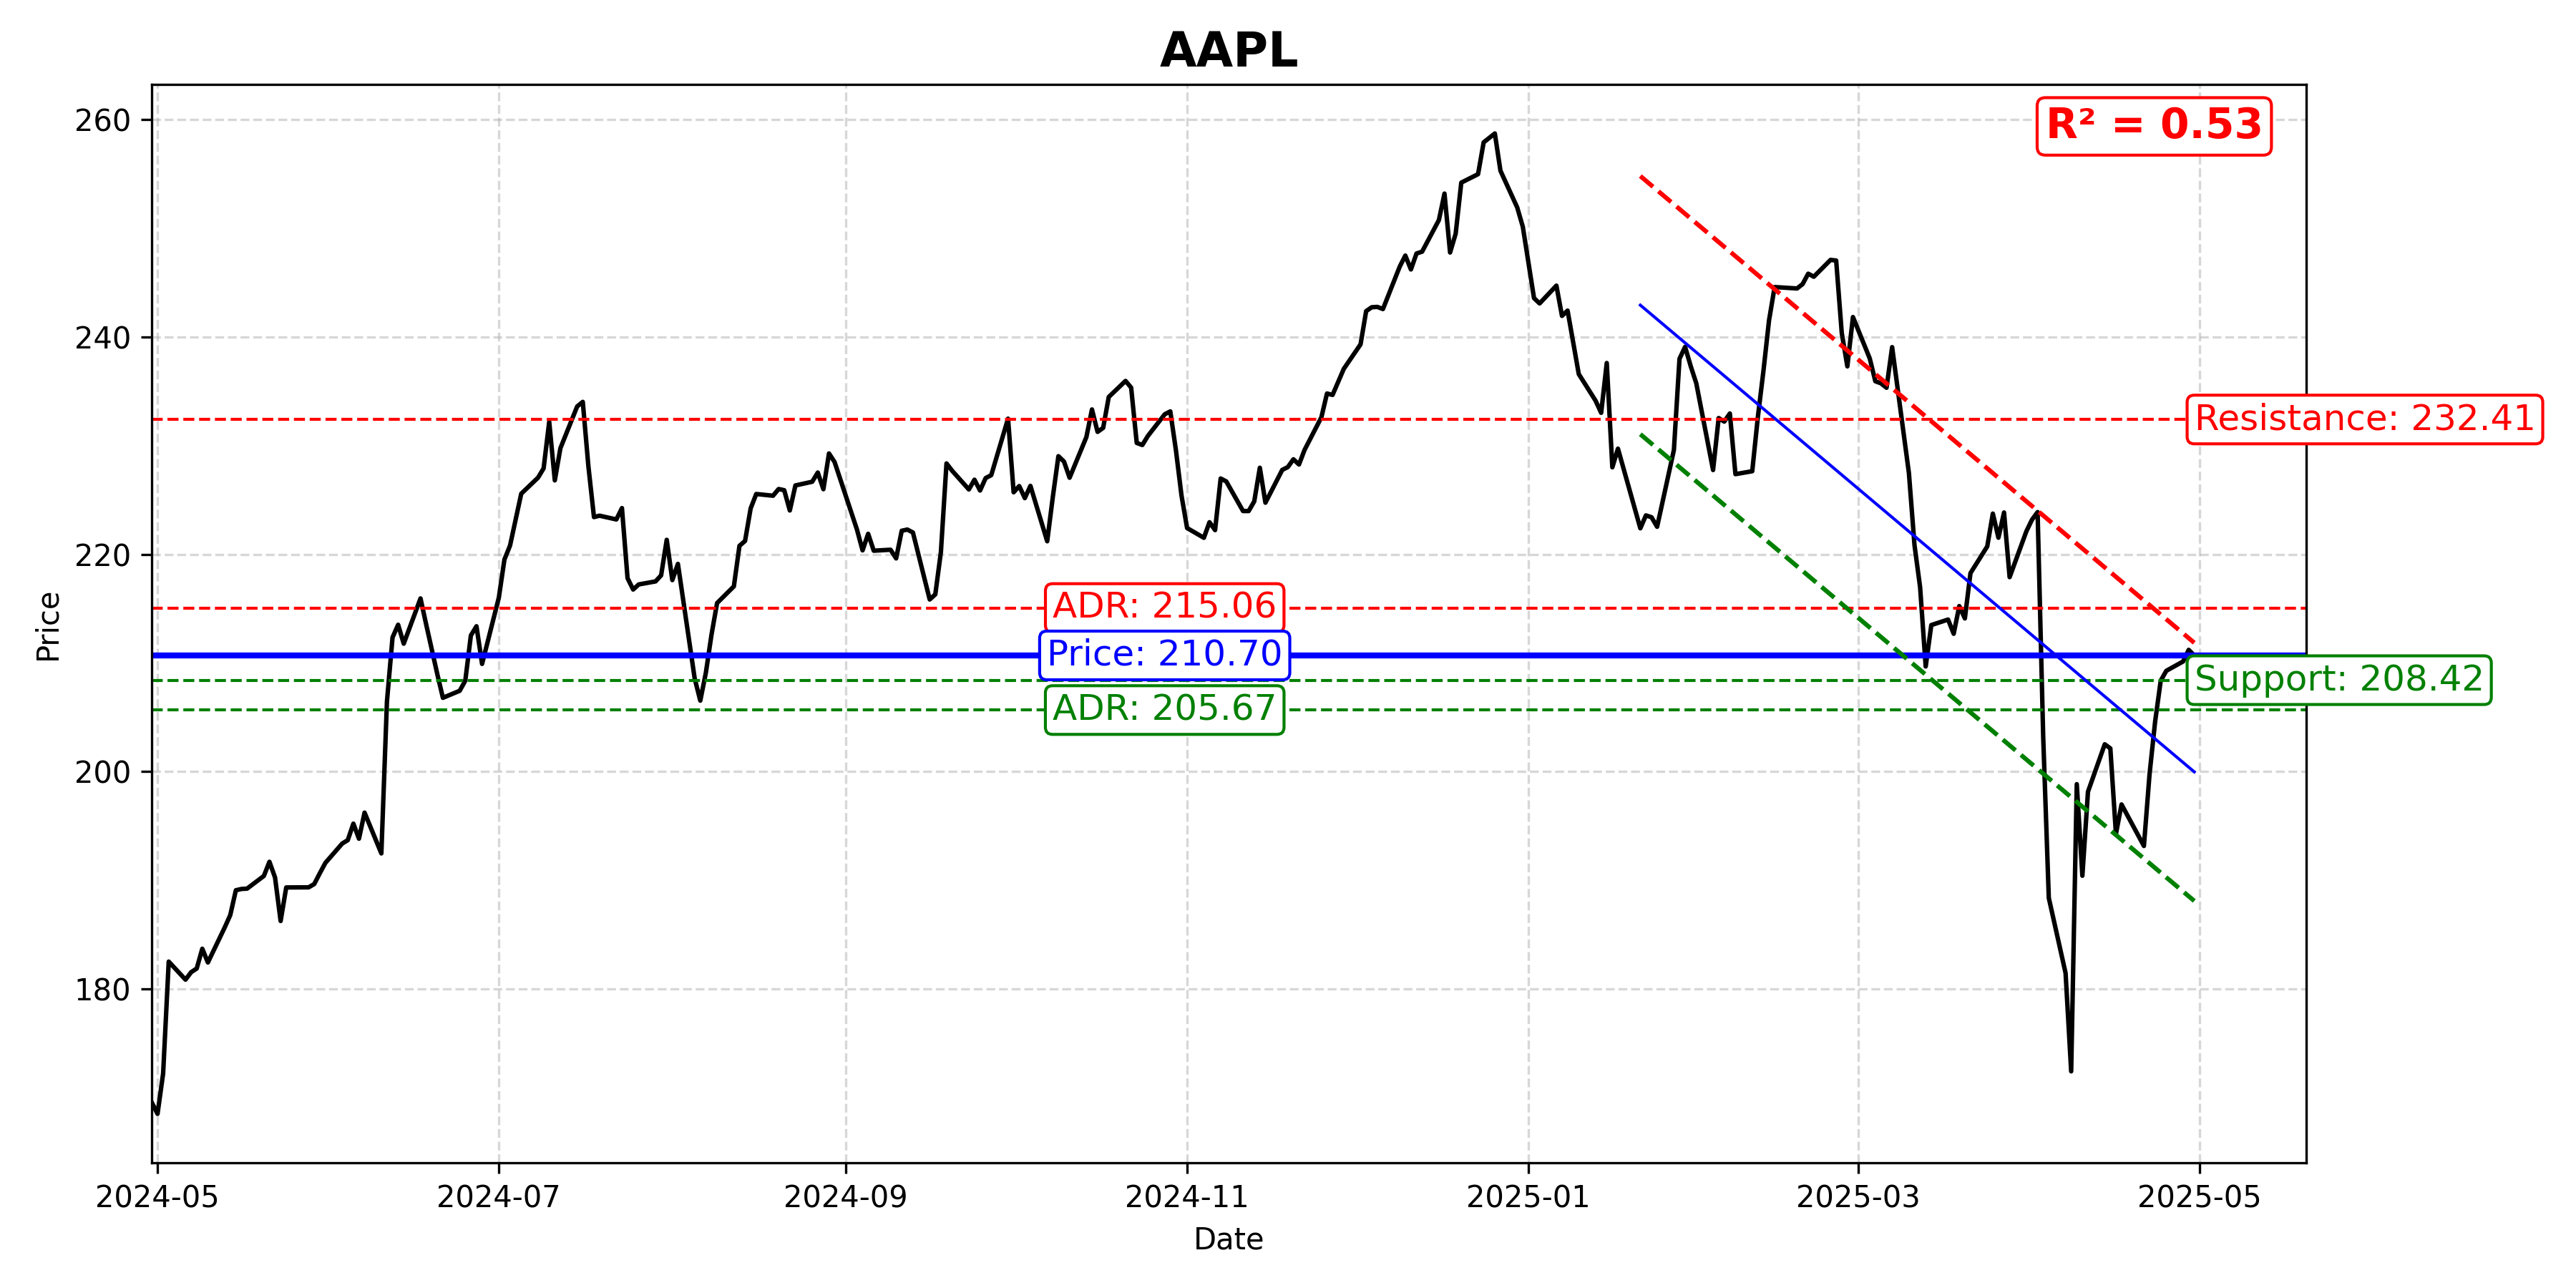 AAPL
R² = 0.53
260
240
220
200
180
Price
Resistance: 232.41
ADR: 215.06
Price: 210.70
Support: 208.42
ADR: 205.67
2024-05
2024-07
2024-09
2024-11
2025-01
2025-03
2025-05
Date